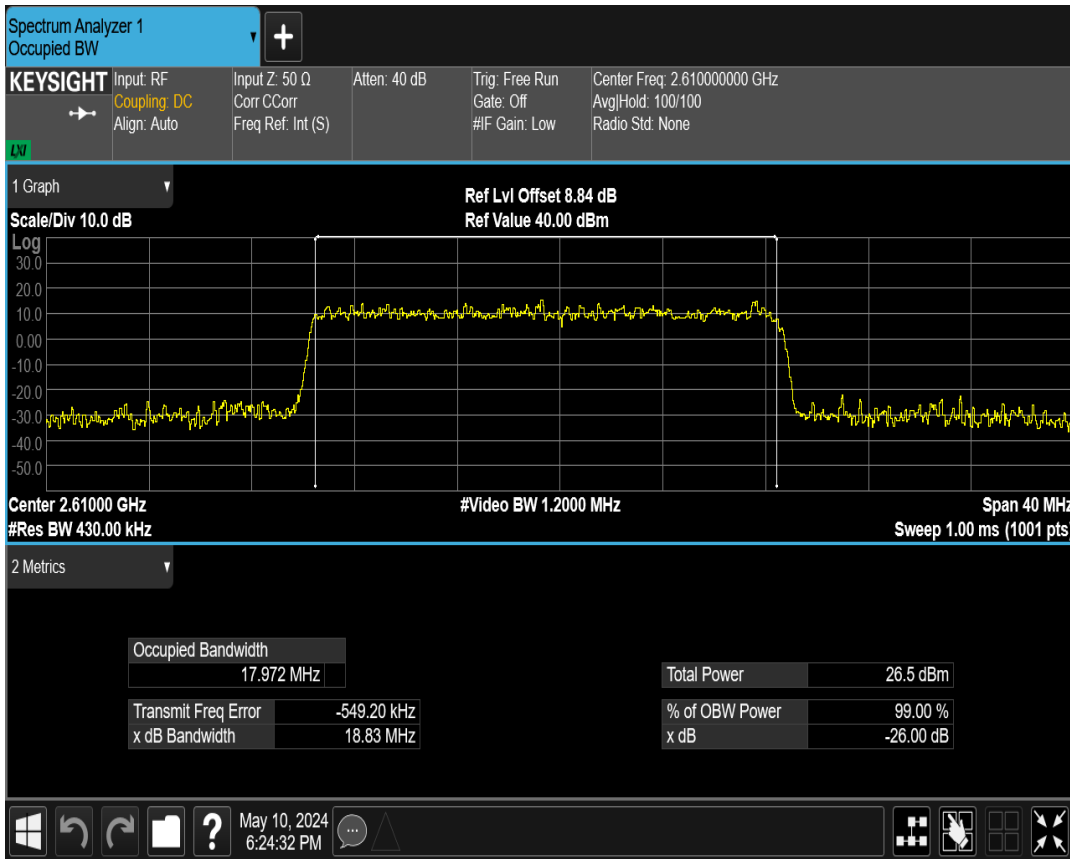 Spectrum Analyzer 1
Occupied BW
+
KEYSIGHT
LXI
Input: RF
Coupling: DC
Align: Auto
Input Z: 50 Ω
Corr CCorr
Freq Ref: Int (S)
Atten: 40 dB
Trig: Free Run
Gate: Off
#IF Gain: Low
Center Freq: 2.610000000 GHz
Avg|Hold: 100/100
Radio Std: None
1 Graph
Scale/Div 10.0 dB
Ref Lvl Offset 8.84 dB
Ref Value 40.00 dBm
Log
30.0
20.0
10.0
0.00
-10.0
-20.0
-30.0
-40.0
-50.0
Center 2.61000 GHz
#Video BW 1.2000 MHz
Span 40 MHz
#Res BW 430.00 kHz
Sweep 1.00 ms (1001 pts)
2 Metrics
Occupied Bandwidth
17.972 MHz
Total Power 26.5 dBm
Transmit Freq Error -549.20 kHz
% of OBW Power 99.00 %
x dB Bandwidth 18.83 MHz
x dB -26.00 dB
?
May 10, 2024
6:24:32 PM